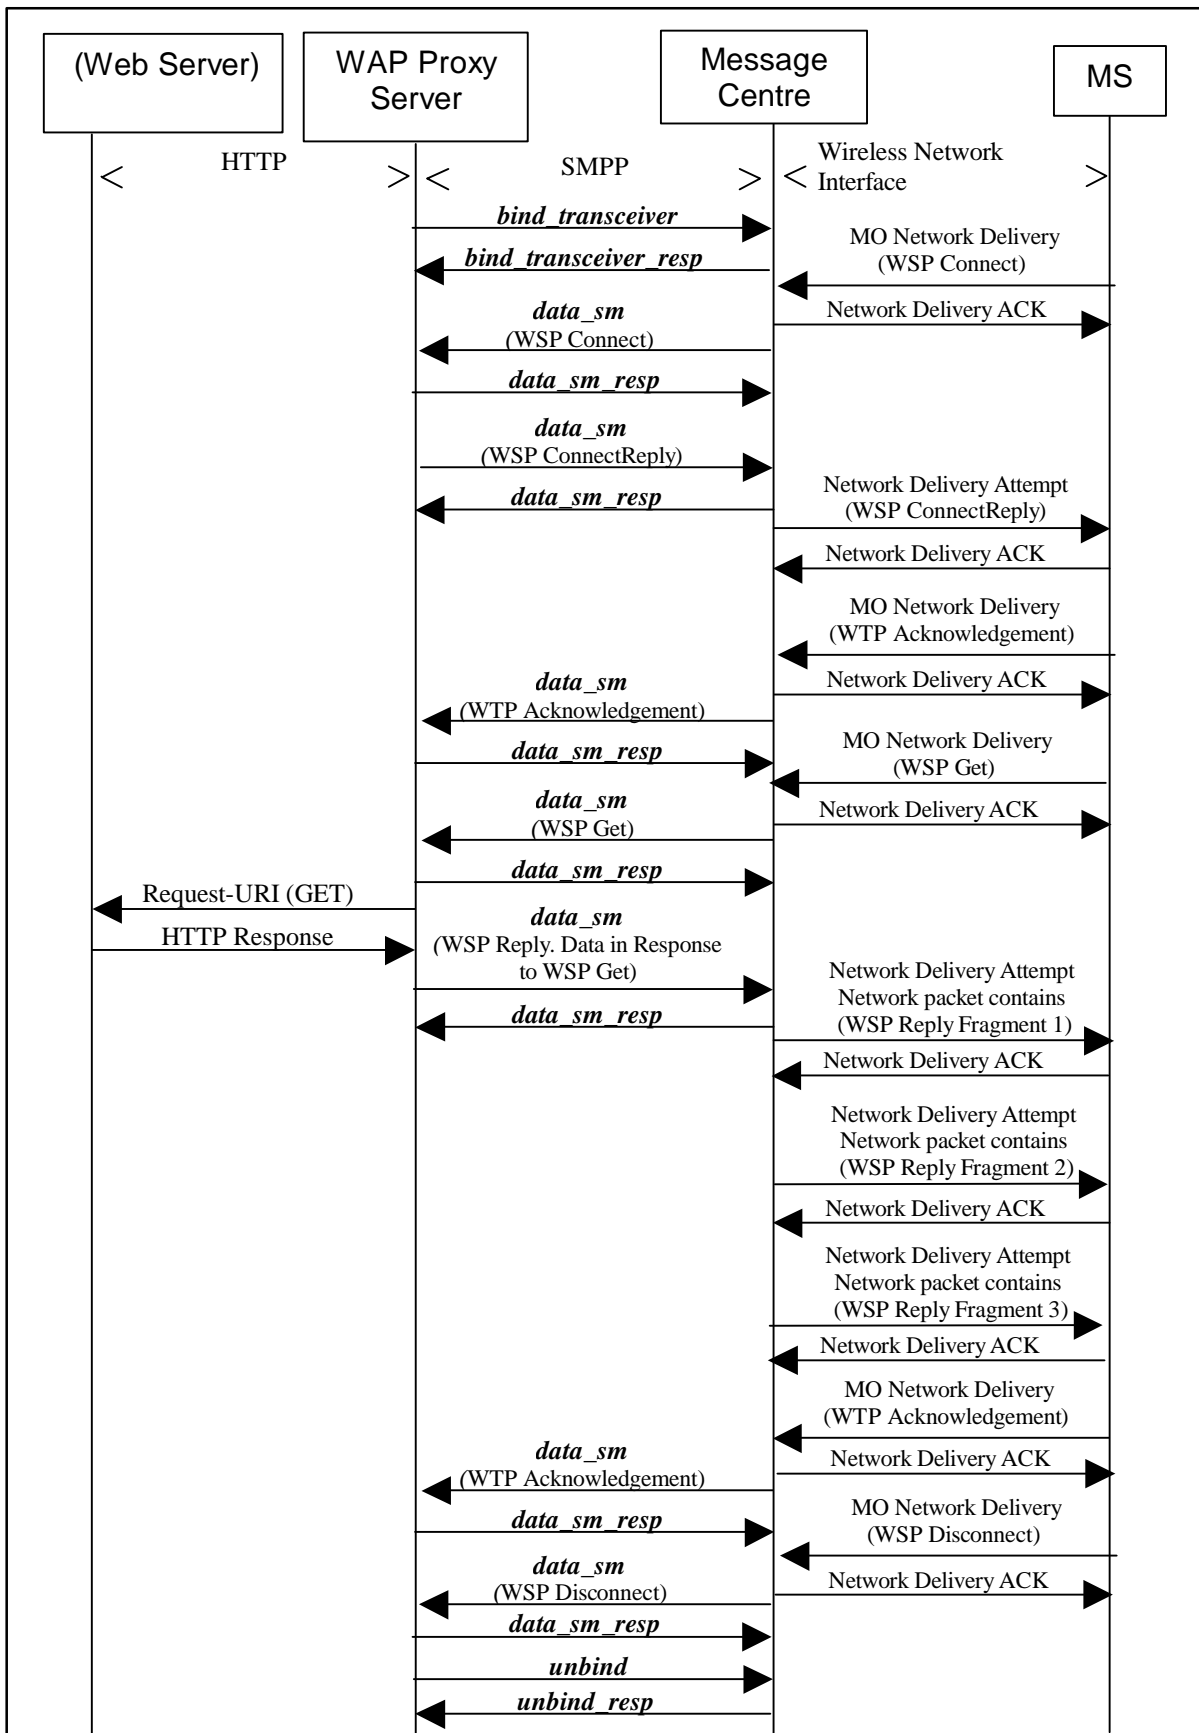 (Web Server)
WAP Proxy
Server
Message
Centre
MS
< HTTP >
< SMPP >
< Wireless Network >
Interface
bind_transceiver
MO Network Delivery
(WSP Connect)
bind_transceiver_resp
data_sm
Network Delivery ACK
(WSP Connect)
data_sm_resp
data_sm
(WSP ConnectReply)
Network Delivery Attempt
data_sm_resp
(WSP ConnectReply)
Network Delivery ACK
MO Network Delivery
(WTP Acknowledgement)
data_sm
Network Delivery ACK
(WTP Acknowledgement)
MO Network Delivery
data_sm_resp
(WSP Get)
data_sm
Network Delivery ACK
(WSP Get)
data_sm_resp
Request-URI (GET)
data_sm
HTTP Response
(WSP Reply. Data in Response
to WSP Get)
Network Delivery Attempt
Network packet contains
data_sm_resp
(WSP Reply Fragment 1)
Network Delivery ACK
Network Delivery Attempt
Network packet contains
(WSP Reply Fragment 2)
Network Delivery ACK
Network Delivery Attempt
Network packet contains
(WSP Reply Fragment 3)
Network Delivery ACK
MO Network Delivery
(WTP Acknowledgement)
data_sm
Network Delivery ACK
(WTP Acknowledgement)
MO Network Delivery
data_sm_resp
(WSP Disconnect)
data_sm
Network Delivery ACK
(WSP Disconnect)
data_sm_resp
unbind
unbind_resp